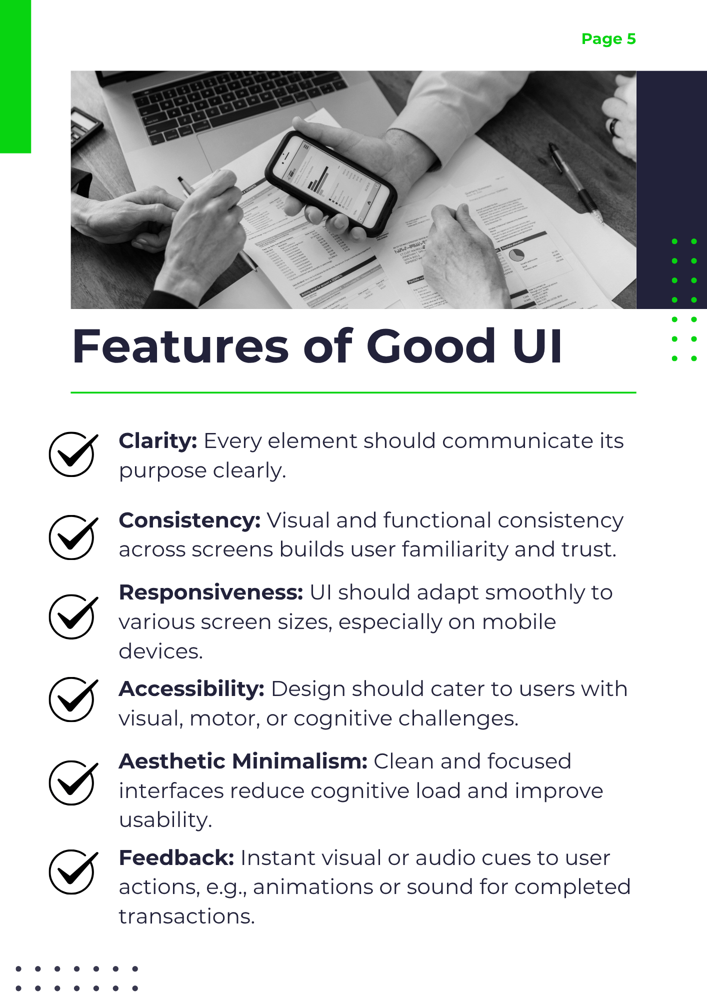 Page 5
Features of Good UI
Clarity: Every element should communicate its
purpose clearly.
Consistency: Visual and functional consistency
across screens builds user familiarity and trust.
Responsiveness: UI should adapt smoothly to
various screen sizes, especially on mobile
devices.
Accessibility: Design should cater to users with
visual, motor, or cognitive challenges.
Aesthetic Minimalism: Clean and focused
interfaces reduce cognitive load and improve
usability.
Feedback: Instant visual or audio cues to user
actions, e.g., animations or sound for completed
transactions.